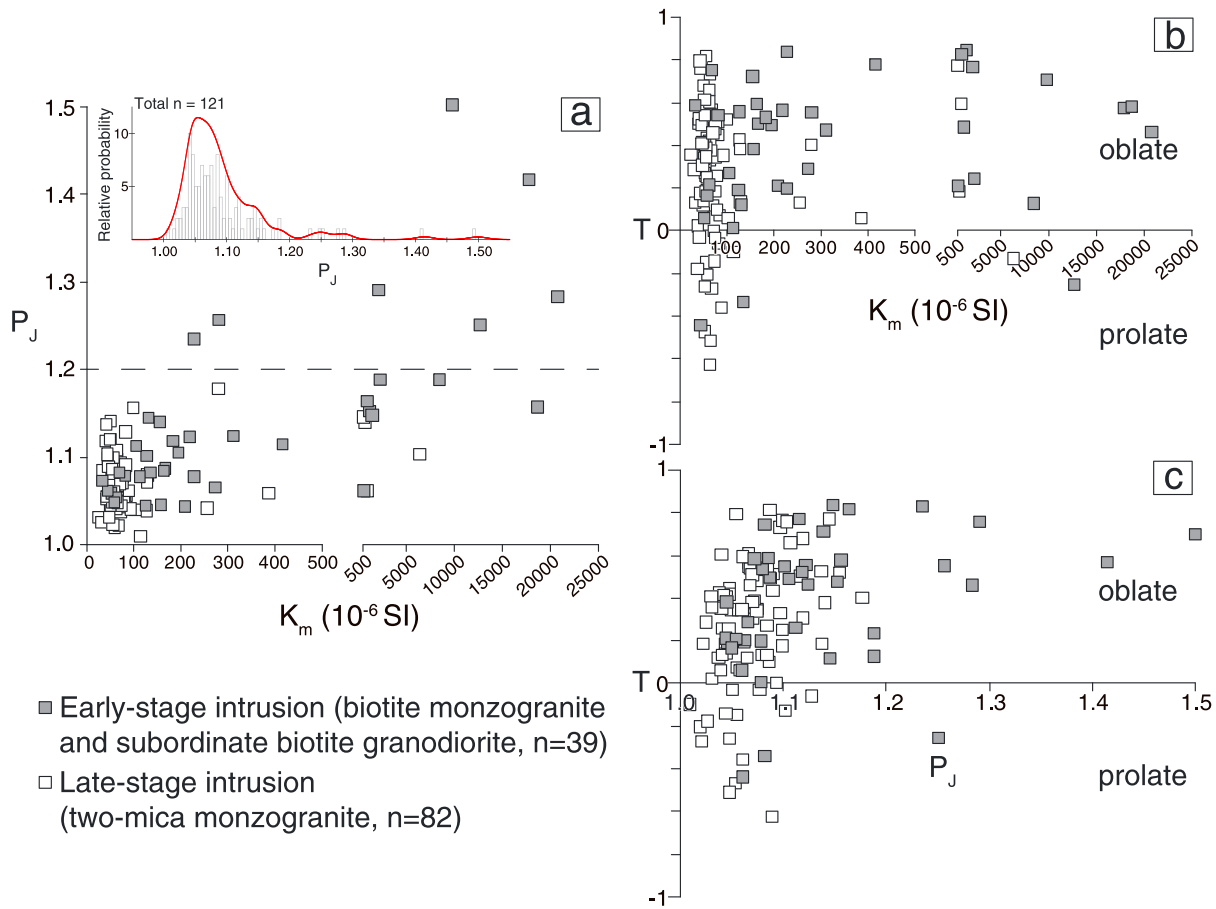 a
Total n = 121
Relative probability
10
5
1.00 1.10 1.20 1.30 1.40 1.50
P_J
P_J
1.5
1.4
1.3
1.2
1.1
1.0
0 100 200 300 400 500 500 5000 10000 15000 20000 25000
K_m (10^-6 SI)
Early-stage intrusion (biotite monzogranite
and subordinate biotite granodiorite, n=39)
Late-stage intrusion
(two-mica monzogranite, n=82)
b
1
T
0
-1
oblate
100 200 300 400 500 500 5000 10000 15000 20000 25000
K_m (10^-6 SI)
prolate
c
1
T
0
-1
oblate
1.0 1.1 1.2 1.3 1.4 1.5
P_J
prolate